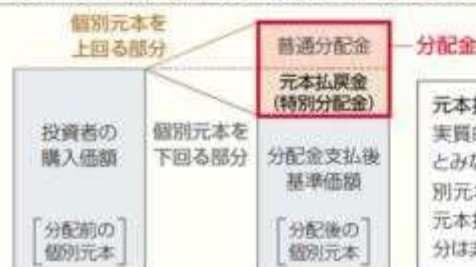 個別元本を
上回る部分
普通分配金
分配金
元本払戻金
(特別分配金)
投資者の
購入価額
個別元本を
下回る部分
分配金支払後
基準価額
分配前の
個別元本
分配後の
個別元本
元本
実質
とみな
別元
元本
分は